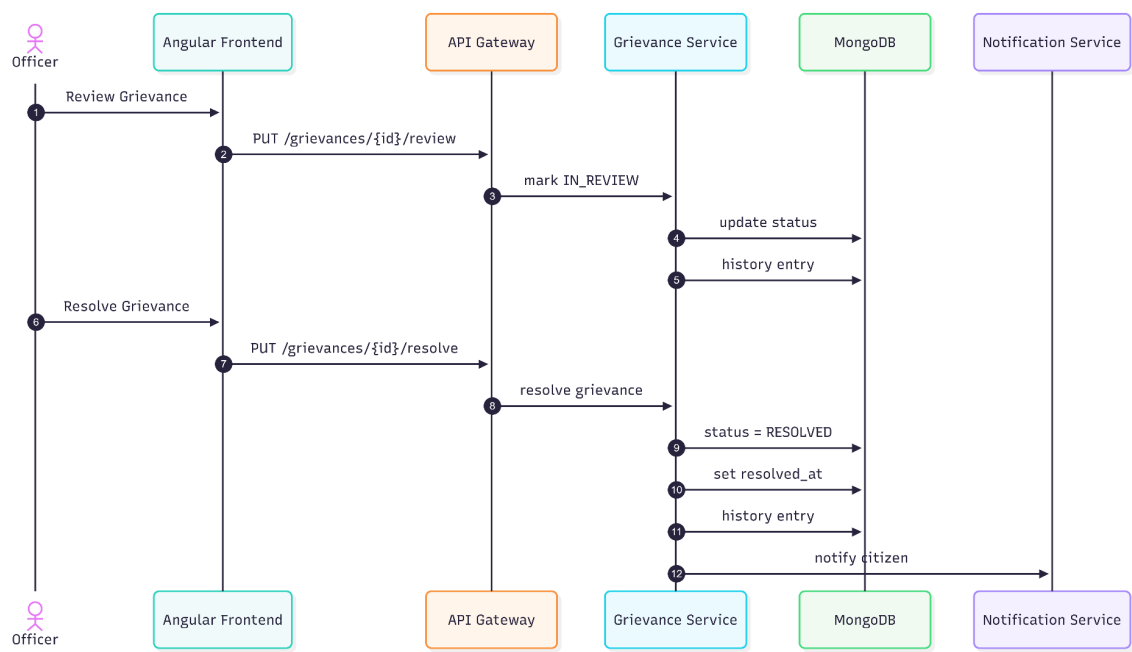 Officer
Angular Frontend
API Gateway
Grievance Service
MongoDB
Notification Service
1
Review Grievance
2
PUT /grievances/{id}/review
3
mark IN_REVIEW
4
update status
5
history entry
6
Resolve Grievance
7
PUT /grievances/{id}/resolve
8
resolve grievance
9
status = RESOLVED
10
set resolved_at
11
history entry
12
notify citizen
Officer
Angular Frontend
API Gateway
Grievance Service
MongoDB
Notification Service